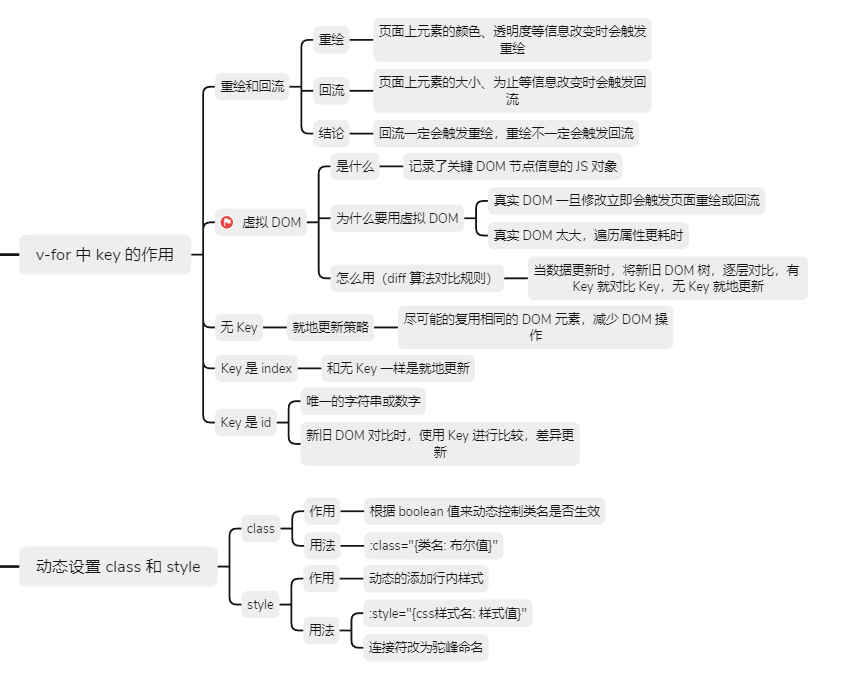 v-for 中 key 的作用
重绘和回流
重绘
页面上元素的颜色、透明度等信息改变时会触发
重绘
回流
页面上元素的大小、为止等信息改变时会触发回
流
结论
回流一定会触发重绘，重绘不一定会触发回流
虚拟 DOM
是什么
记录了关键 DOM 节点信息的 JS 对象
为什么要用虚拟 DOM
真实 DOM 一旦修改立即会触发页面重绘或回流
真实 DOM 太大，遍历属性更耗时
怎么用（diff 算法对比规则）
当数据更新时，将新旧 DOM 树，逐层对比，有
Key 就对比 Key，无 Key 就地更新
无 Key
就地更新策略
尽可能的复用相同的 DOM 元素，减少 DOM 操
作
Key 是 index
和无 Key 一样是就地更新
Key 是 id
唯一的字符串或数字
新旧 DOM 对比时，使用 Key 进行比较，差异更
新
动态设置 class 和 style
class
作用
根据 boolean 值来动态控制类名是否生效
用法
:class="{类名: 布尔值}"
style
作用
动态的添加行内样式
用法
:style="{css样式名: 样式值}"
连接符改为驼峰命名